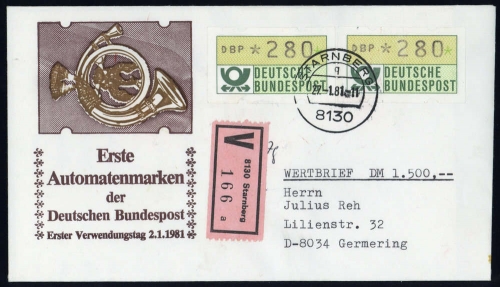 DBP *280
DEUTSCHE
BUNDESPOST
DBP *280
DEUTSCHE
BUNDESPOST
STARNBERG
8130
Erste
Automatenmarken
der
Deutschen Bundespost
Erster Verwendungstag 2.1.1981
V
8130 Starnberg
166 a
WERTBRIEF DM 1.500,--
Herrn
Julius Reh
Lilienstr. 32
D-8034 Germering